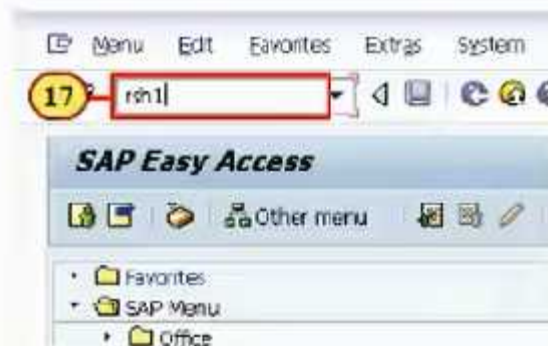 Menu Edit Favorites Extras System
17 rsh1
SAP Easy Access
Other menu
Favorites
SAP Menu
Office